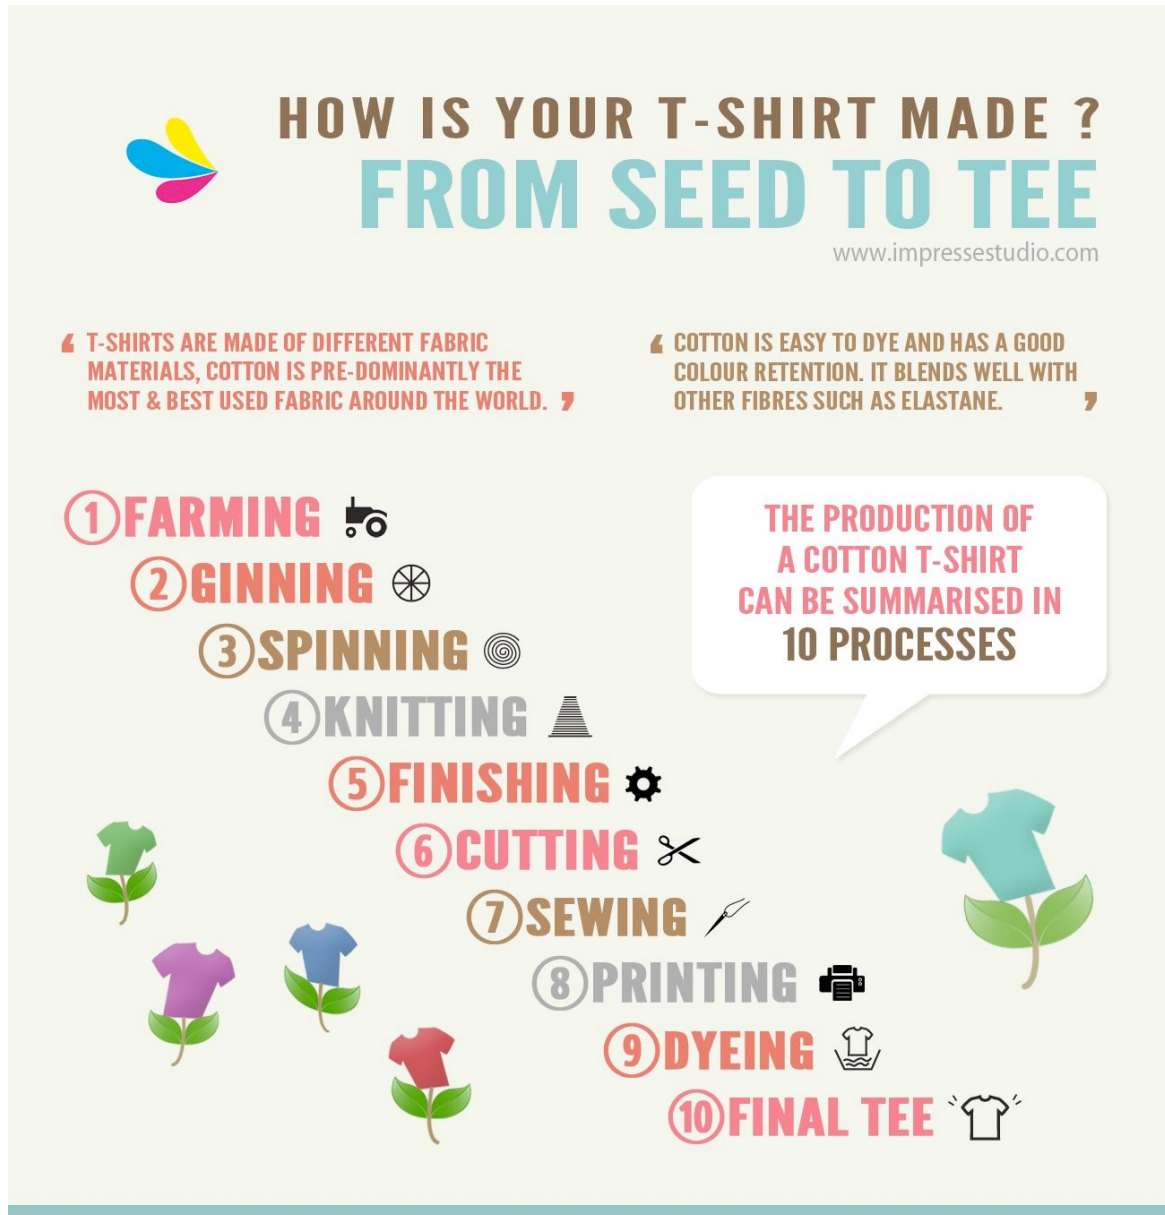 HOW IS YOUR T-SHIRT MADE ?
FROM SEED TO TEE
www.impressestudio.com
‘ T-SHIRTS ARE MADE OF DIFFERENT FABRIC
MATERIALS, COTTON IS PRE-DOMINANTLY THE
MOST & BEST USED FABRIC AROUND THE WORLD. ’
‘ COTTON IS EASY TO DYE AND HAS A GOOD
COLOUR RETENTION. IT BLENDS WELL WITH
OTHER FIBRES SUCH AS ELASTANE. ’
1 FARMING
2 GINNING
3 SPINNING
4 KNITTING
5 FINISHING
6 CUTTING
7 SEWING
8 PRINTING
9 DYEING
10 FINAL TEE
THE PRODUCTION OF
A COTTON T-SHIRT
CAN BE SUMMARISED IN
10 PROCESSES